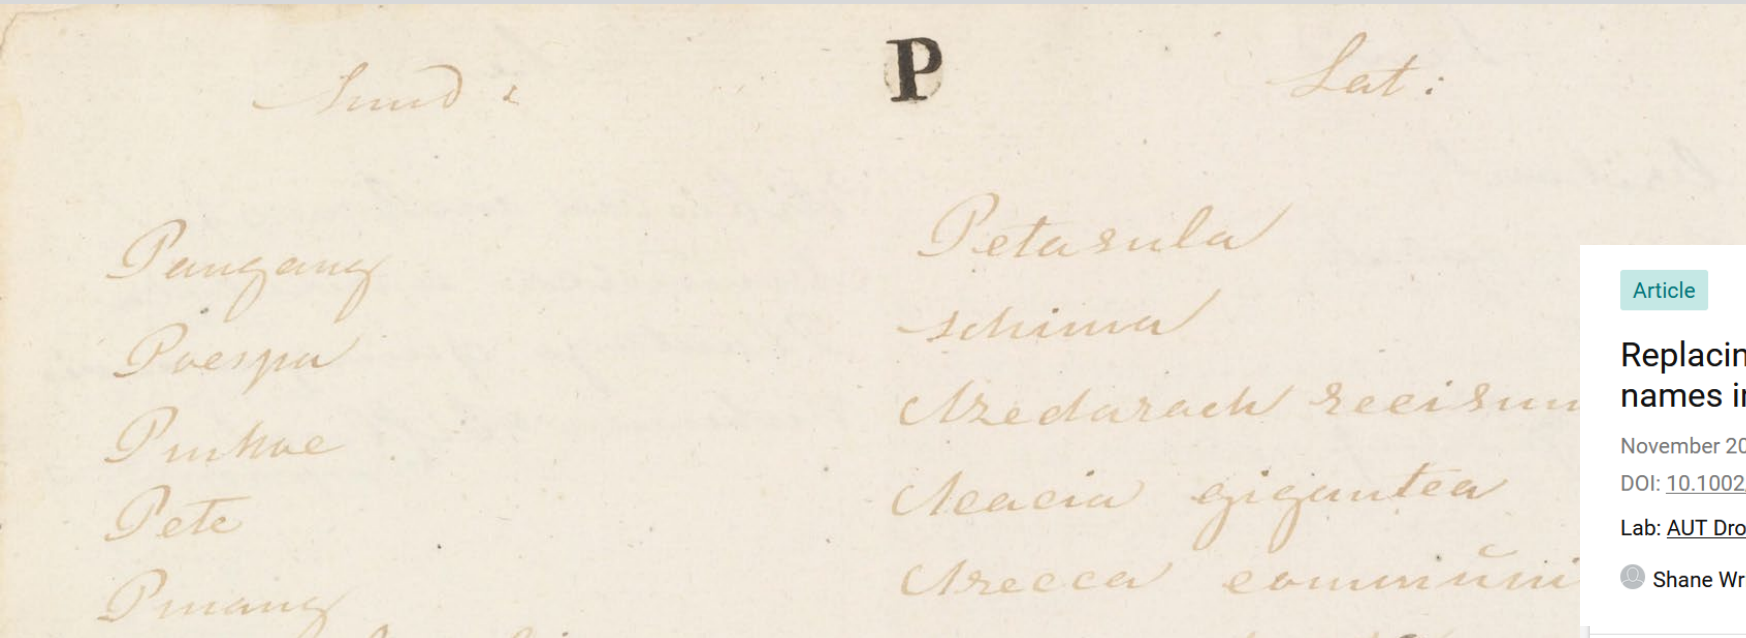 P
Sund: Lat:
Pangang Petasula
Poespa schima
Azedarach
Pete Acacia gigantea
Pinang Arecca
Article
Replacin
names i
November 20
DOI: 10.1002
Lab: AUT Dro
Shane Wr